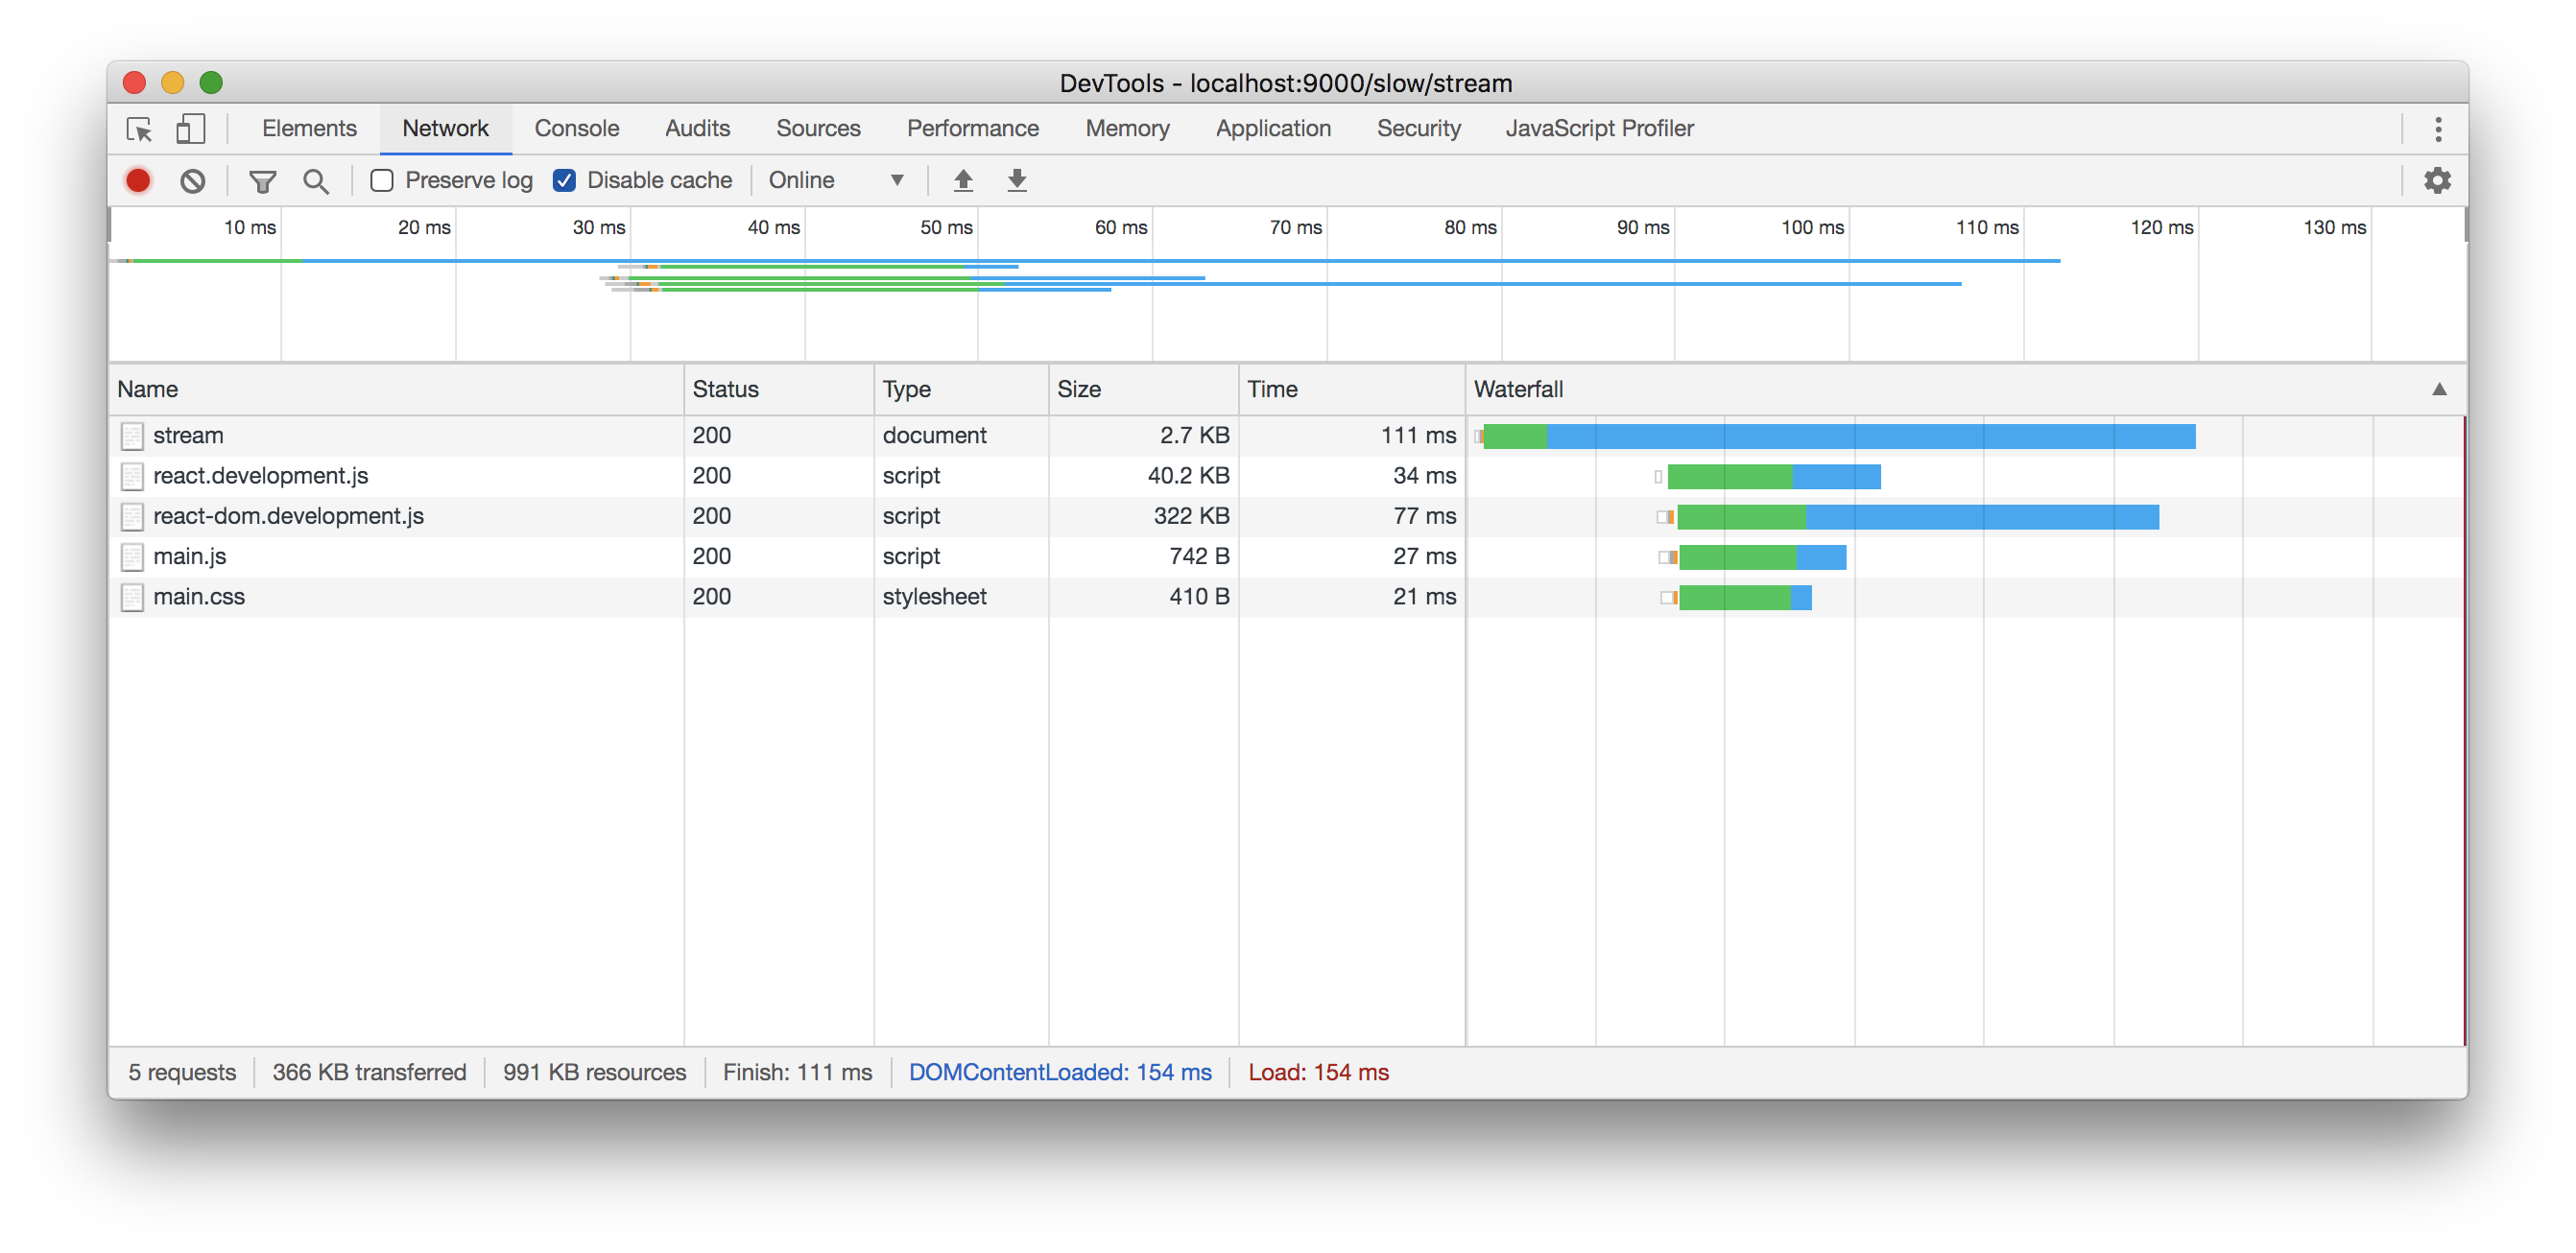 DevTools - localhost:9000/slow/stream
Elements Network Console Audits Sources Performance Memory Application Security JavaScript Profiler
Preserve log Disable cache Online
10 ms 20 ms 30 ms 40 ms 50 ms 60 ms 70 ms 80 ms 90 ms 100 ms 110 ms 120 ms 130 ms
Name Status Type Size Time Waterfall
stream 200 document 2.7 KB 111 ms
react.development.js 200 script 40.2 KB 34 ms
react-dom.development.js 200 script 322 KB 77 ms
main.js 200 script 742 B 27 ms
main.css 200 stylesheet 410 B 21 ms
5 requests 366 KB transferred 991 KB resources Finish: 111 ms DOMContentLoaded: 154 ms Load: 154 ms